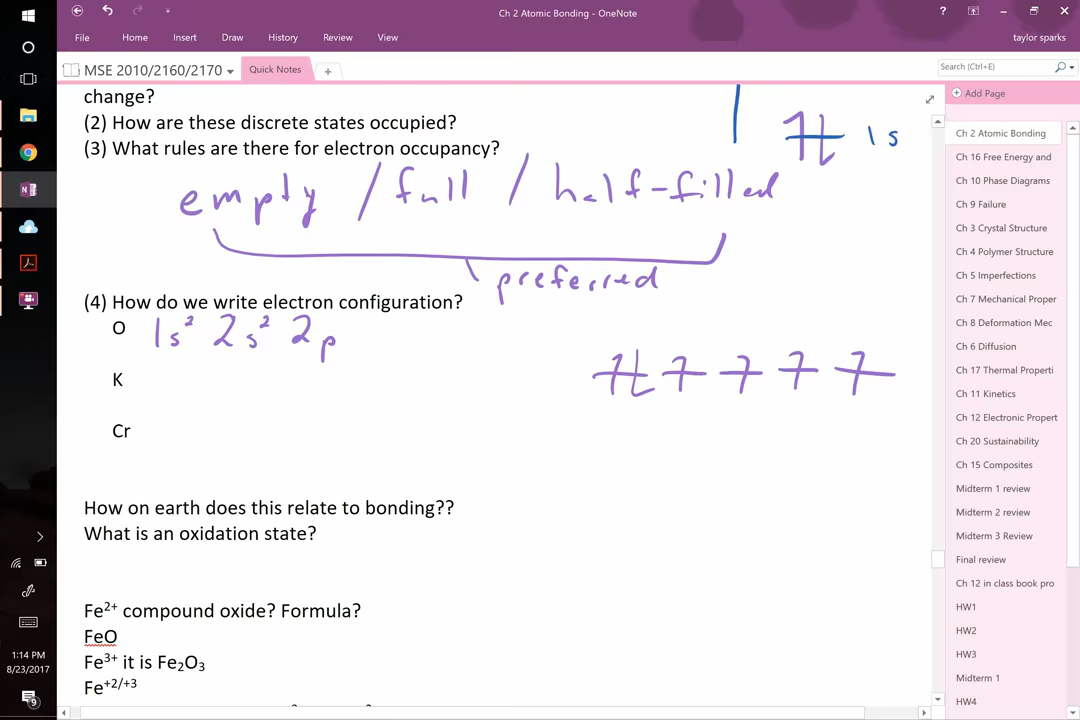 Ch 2 Atomic Bonding - OneNote
taylor sparks
File Home Insert Draw History Review View
MSE 2010/2160/2170 Quick Notes
Search (Ctrl+E)
change?
(2) How are these discrete states occupied?
(3) What rules are there for electron occupancy?
1s
empty / full / half-filled
preferred
(4) How do we write electron configuration?
O 1s² 2s² 2p
K
Cr
How on earth does this relate to bonding??
What is an oxidation state?
Fe²⁺ compound oxide? Formula?
FeO
Fe³⁺ it is Fe₂O₃
Fe⁺²/⁺³
Add Page
Ch 2 Atomic Bonding
Ch 16 Free Energy and
Ch 10 Phase Diagrams
Ch 9 Failure
Ch 3 Crystal Structure
Ch 4 Polymer Structure
Ch 5 Imperfections
Ch 7 Mechanical Proper
Ch 8 Deformation Mec
Ch 6 Diffusion
Ch 17 Thermal Properti
Ch 11 Kinetics
Ch 12 Electronic Propert
Ch 20 Sustainability
Ch 15 Composites
Midterm 1 review
Midterm 2 review
Midterm 3 Review
Final review
Ch 12 in class book pro
HW1
HW2
HW3
Midterm 1
HW4
1:14 PM
8/23/2017
9